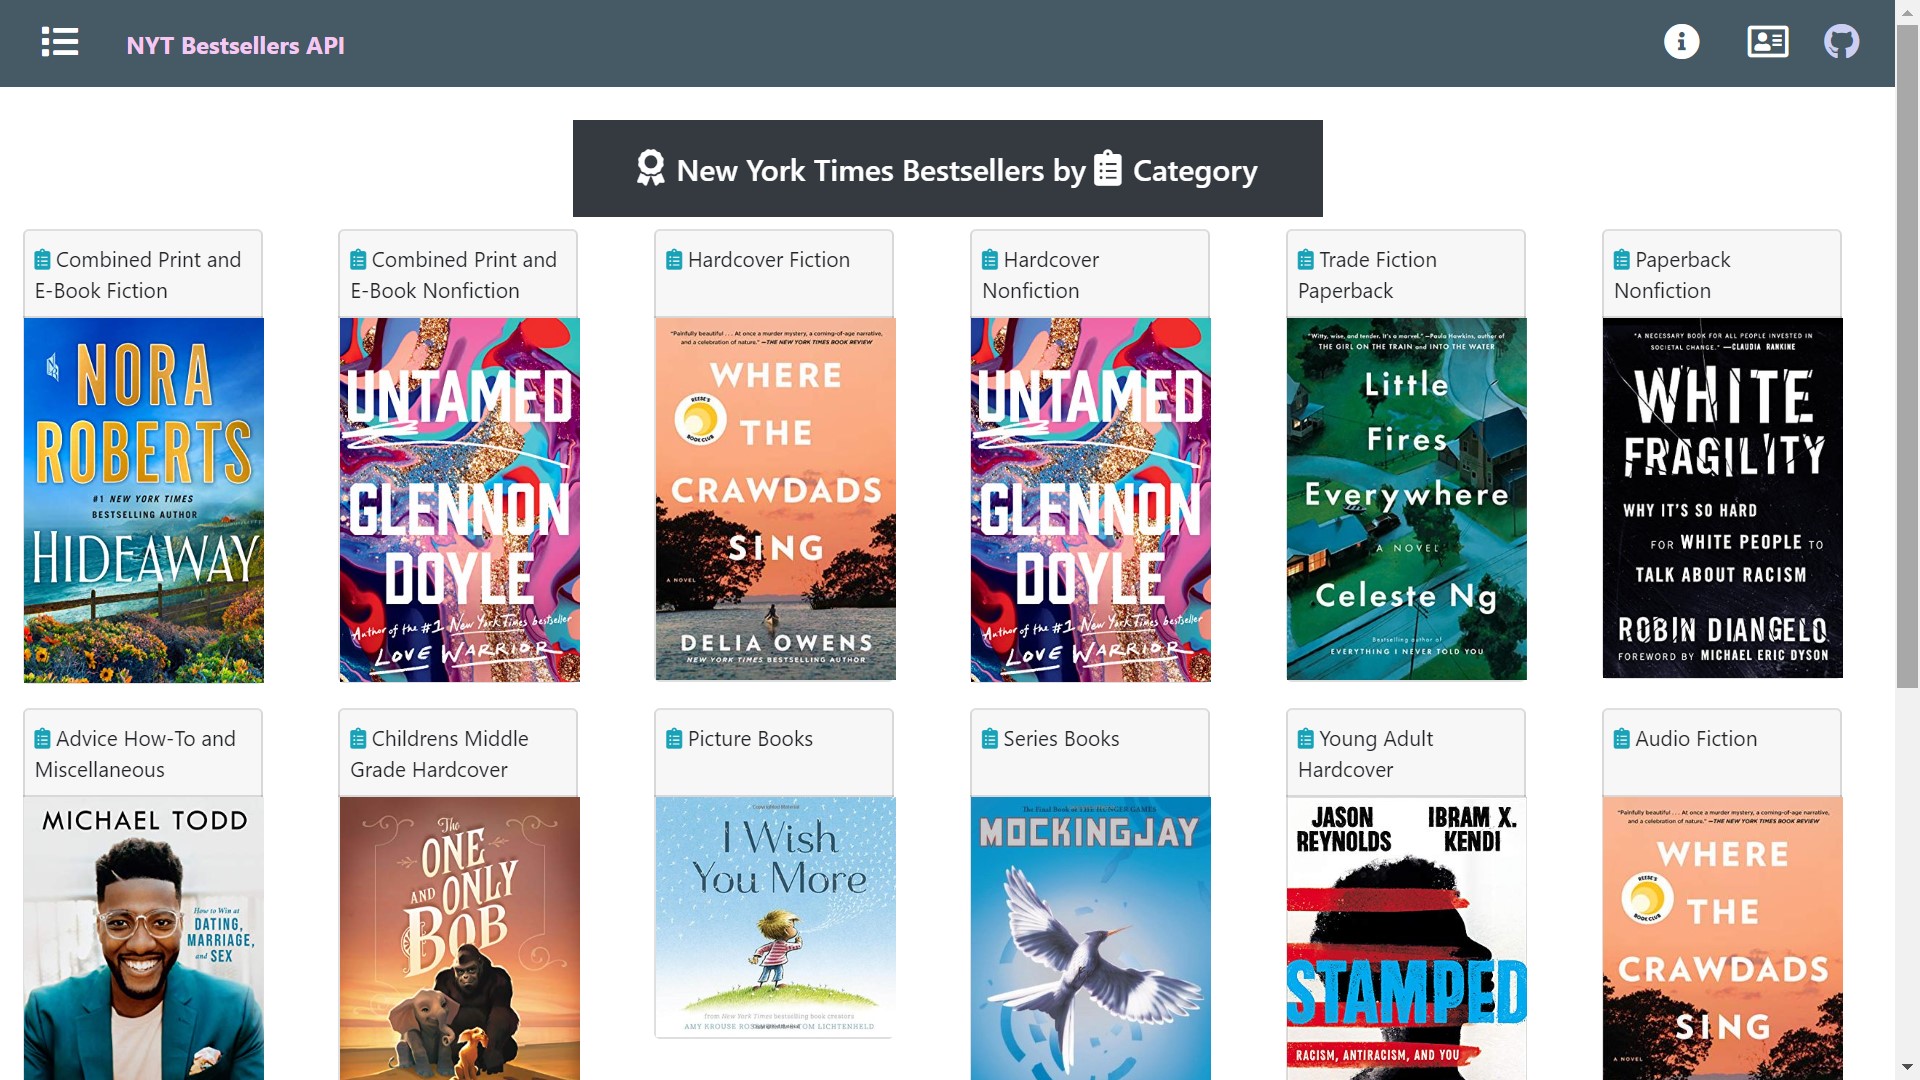 NYT Bestsellers API
New York Times Bestsellers by Category
Combined Print and
E-Book Fiction
NORA
ROBERTS
#1 NEW YORK TIMES
BESTSELLING AUTHOR
HIDEAWAY
Combined Print and
E-Book Nonfiction
UNTAMED
GLENNON
DOYLE
Author of the #1 New York Times bestseller
LOVE WARRIOR
Hardcover Fiction
"Painfully beautiful . . . At once a murder mystery, a coming-of-age narrative,
and a celebration of nature." —THE NEW YORK TIMES BOOK REVIEW
WHERE
REESE'S
BOOK CLUB
THE
CRAWDADS
SING
A NOVEL
DELIA OWENS
NEW YORK TIMES BESTSELLING AUTHOR
Hardcover
Nonfiction
UNTAMED
GLENNON
DOYLE
Author of the #1 New York Times bestseller
LOVE WARRIOR
Trade Fiction
Paperback
"Witty, wise, and tender. It's a marvel." —Paula Hawkins, author of
THE GIRL ON THE TRAIN and INTO THE WATER
Little
Fires
Everywhere
A NOVEL
Celeste Ng
Bestselling author of
EVERYTHING I NEVER TOLD YOU
Paperback
Nonfiction
"A NECESSARY BOOK FOR ALL PEOPLE INVESTED IN
SOCIETAL CHANGE." —CLAUDIA RANKINE
WHITE
FRAGILITY
WHY IT'S SO HARD
FOR WHITE PEOPLE TO
TALK ABOUT RACISM
ROBIN DIANGELO
FOREWORD BY MICHAEL ERIC DYSON
Advice How-To and
Miscellaneous
MICHAEL TODD
How to Win at
DATING,
MARRIAGE,
and SEX
Childrens Middle
Grade Hardcover
The
ONE
AND ONLY
BOB
Picture Books
Copyrighted Material
I Wish
You More
from New York Times bestselling book creators
AMY KROUSE TOM LICHTENHELD
Series Books
The Final Book of THE HUNGER GAMES
MOCKINGJAY
Young Adult
Hardcover
JASON
REYNOLDS
IBRAM X.
KENDI
STAMPED
RACISM, ANTIRACISM, AND YOU
Audio Fiction
"Painfully beautiful . . . At once a murder mystery, a coming-of-age narrative,
and a celebration of nature." —THE NEW YORK TIMES BOOK REVIEW
WHERE
REESE'S
BOOK CLUB
THE
CRAWDADS
SING
A NOVEL